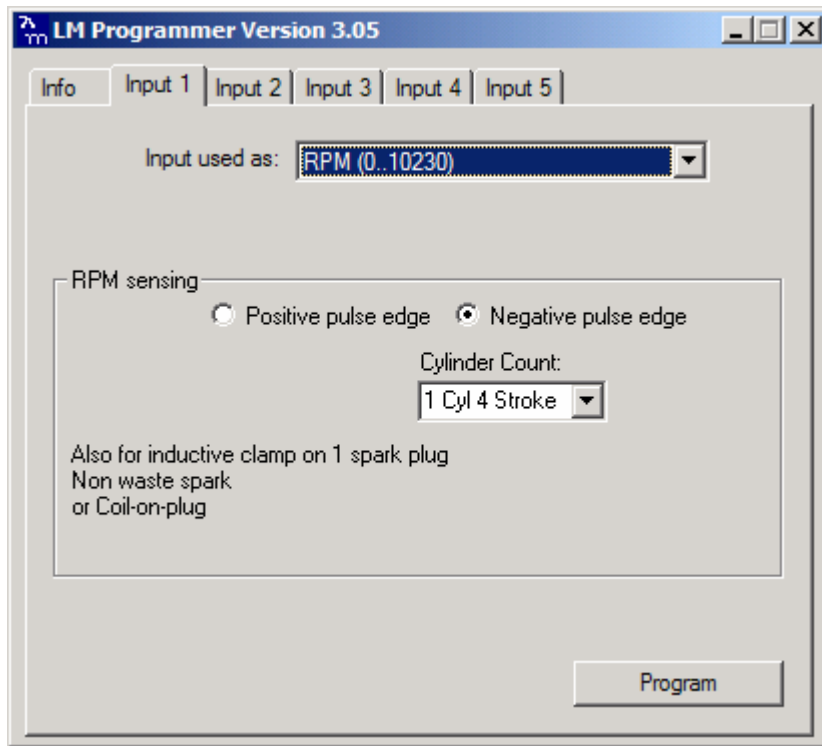 LM Programmer Version 3.05
Info Input 1 Input 2 Input 3 Input 4 Input 5
Input used as: RPM (0..10230)
RPM sensing
Positive pulse edge Negative pulse edge
Cylinder Count:
1 Cyl 4 Stroke
Also for inductive clamp on 1 spark plug
Non waste spark
or Coil-on-plug
Program